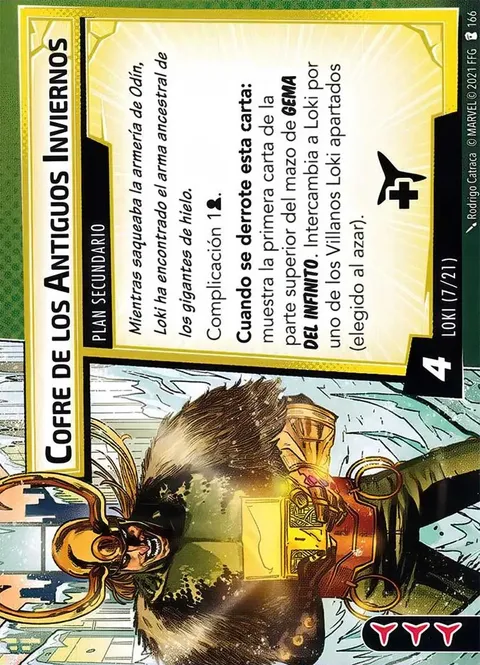 COFRE DE LOS ANTIGUOS INVIERNOS
PLAN SECUNDARIO
Mientras saqueaba la armería de Odín,
Loki ha encontrado el arma ancestral de
los gigantes de hielo.
Complicación 1.
Cuando se derrote esta carta:
muestra la primera carta de la
parte superior del mazo de GEMA
DEL INFINITO. Intercambia a Loki por
uno de los Villanos Loki apartados
(elegido al azar).
4
LOKI (7/21)
Rodrigo Catraca © MARVEL © 2021 FFG 166